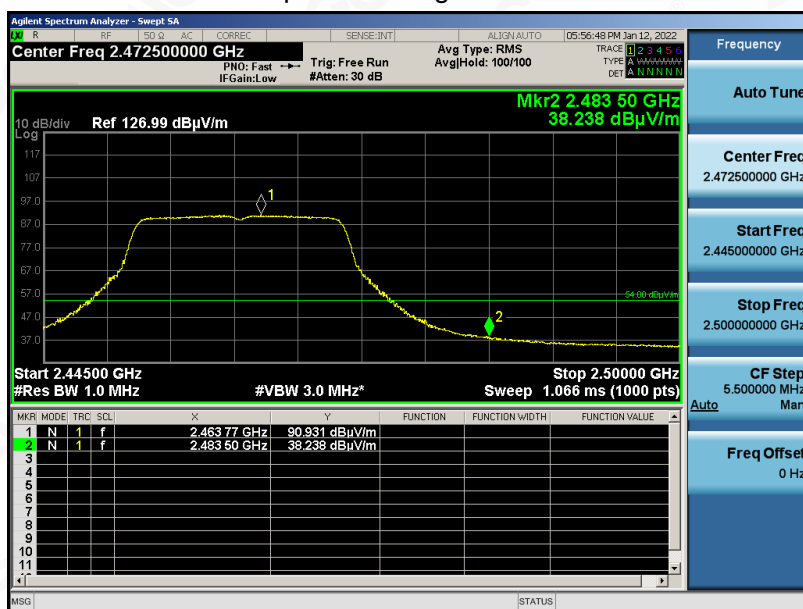 Agilent Spectrum Analyzer - Swept SA
R RF 50 Ω AC CORREC SENSE:INT ALIGN AUTO 05:56:48 PM Jan 12, 2022
Center Freq 2.472500000 GHz
PNO: Fast
IFGain:Low
Trig: Free Run
#Atten: 30 dB
Avg Type: RMS
Avg|Hold: 100/100
TRACE 1 2 3 4 5 6
TYPE A
DET A N N N N N
Mkr2 2.483 50 GHz
38.238 dBµV/m
10 dB/div Ref 126.99 dBµV/m
Log
117
107
97.0
87.0
77.0
67.0
57.0
47.0
37.0
1
2
54.00 dBµV/m
Start 2.44500 GHz Stop 2.50000 GHz
#Res BW 1.0 MHz #VBW 3.0 MHz* Sweep 1.066 ms (1000 pts)
MKR MODE TRC SCL X Y FUNCTION FUNCTION WIDTH FUNCTION VALUE
1 N 1 f 2.463 77 GHz 90.931 dBµV/m
2 N 1 f 2.483 50 GHz 38.238 dBµV/m
3
4
5
6
7
8
9
10
11
MSG STATUS
Frequency
Auto Tune
Center Freq
2.472500000 GHz
Start Freq
2.445000000 GHz
Stop Freq
2.500000000 GHz
CF Step
5.500000 MHz
Auto Man
Freq Offset
0 Hz